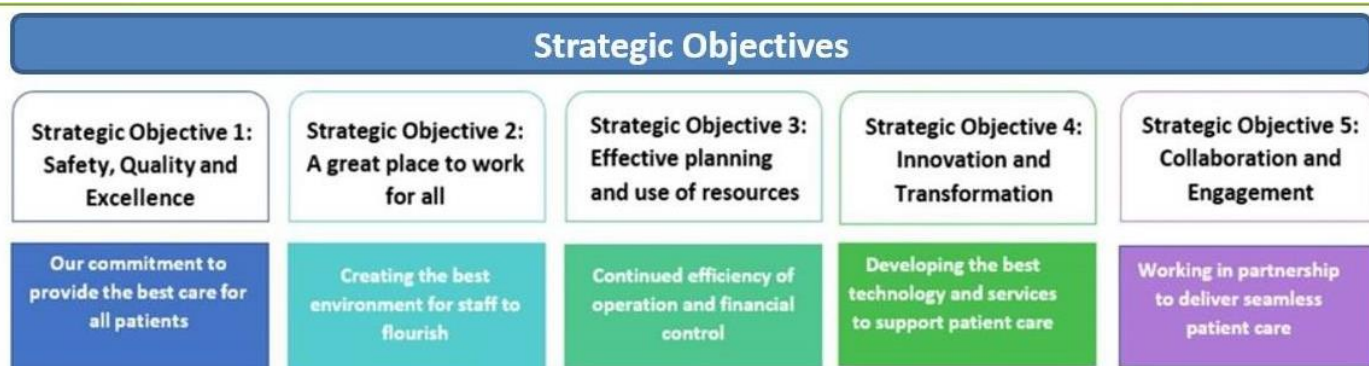 Strategic Objectives
Strategic Objective 1:
Safety, Quality and
Excellence
Our commitment to
provide the best care for
all patients
Strategic Objective 2:
A great place to work
for all
Creating the best
environment for staff to
flourish
Strategic Objective 3:
Effective planning
and use of resources
Continued efficiency of
operation and financial
control
Strategic Objective 4:
Innovation and
Transformation
Developing the best
technology and services
to support patient care
Strategic Objective 5:
Collaboration and
Engagement
Working in partnership
to deliver seamless
patient care